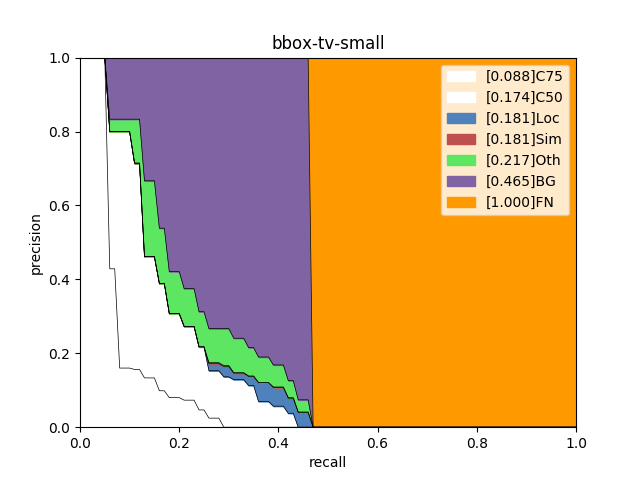 bbox-tv-small
[0.088]C75
[0.174]C50
[0.181]Loc
[0.181]Sim
[0.217]Oth
[0.465]BG
[1.000]FN
precision
1.0
0.8
0.6
0.4
0.2
0.0
0.0 0.2 0.4 0.6 0.8 1.0
recall